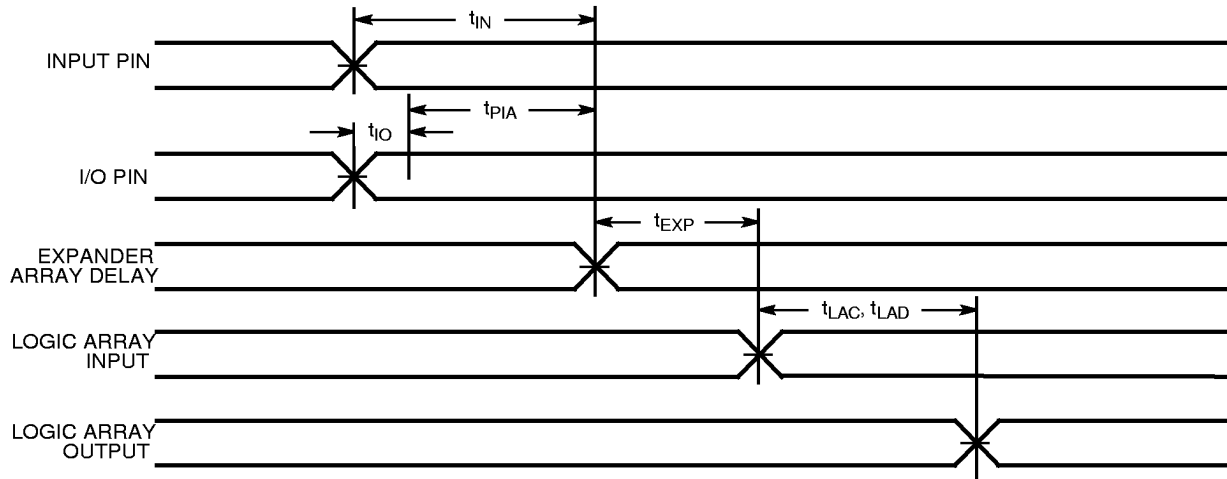 tIN
INPUT PIN
tPIA
tIO
I/O PIN
tEXP
EXPANDER
ARRAY DELAY
tLAC, tLAD
LOGIC ARRAY
INPUT
LOGIC ARRAY
OUTPUT